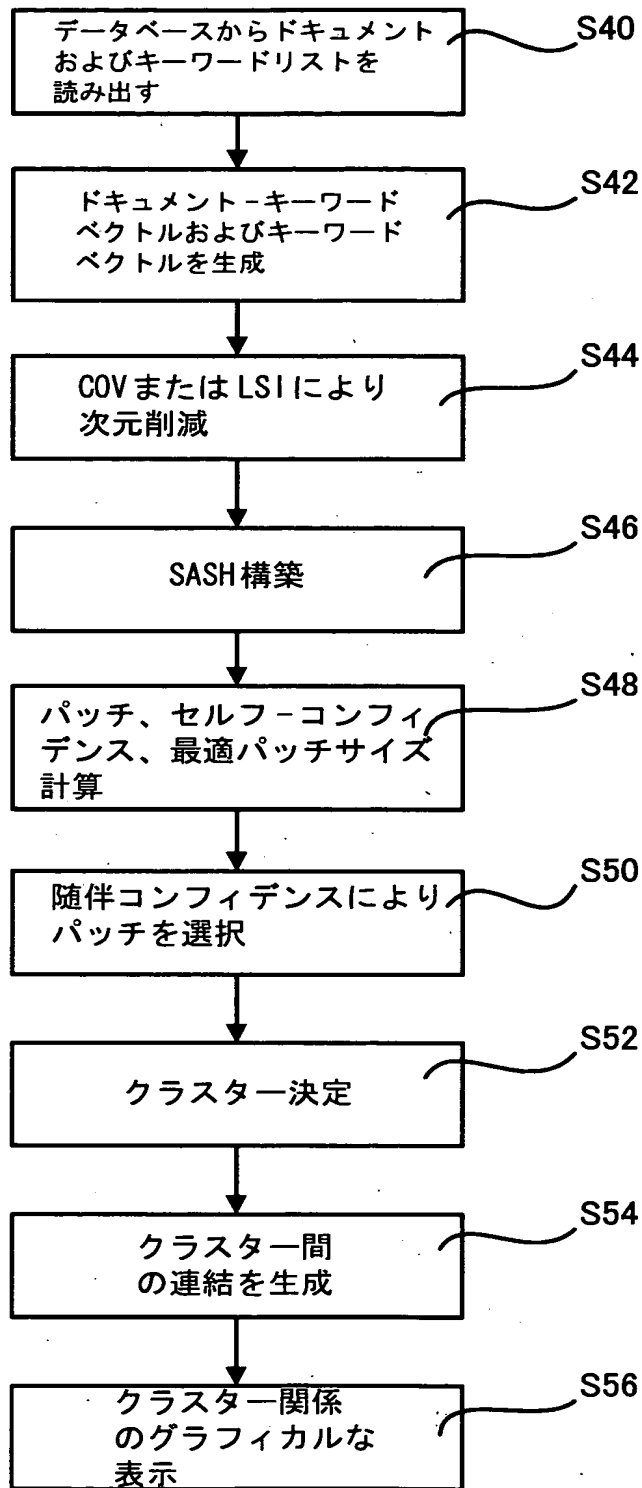 データベースからドキュメント
およびキーワードリストを
読み出す
S40
ドキュメント-キーワード
ベクトルおよびキーワード
ベクトルを生成
S42
COVまたはLSIにより
次元削減
S44
SASH構築
S46
パッチ、セルフ-コンフィ
デンス、最適パッチサイズ
計算
S48
随伴コンフィデンスにより
パッチを選択
S50
クラスター決定
S52
クラスター間
の連結を生成
S54
クラスター関係
のグラフィカルな
表示
S56